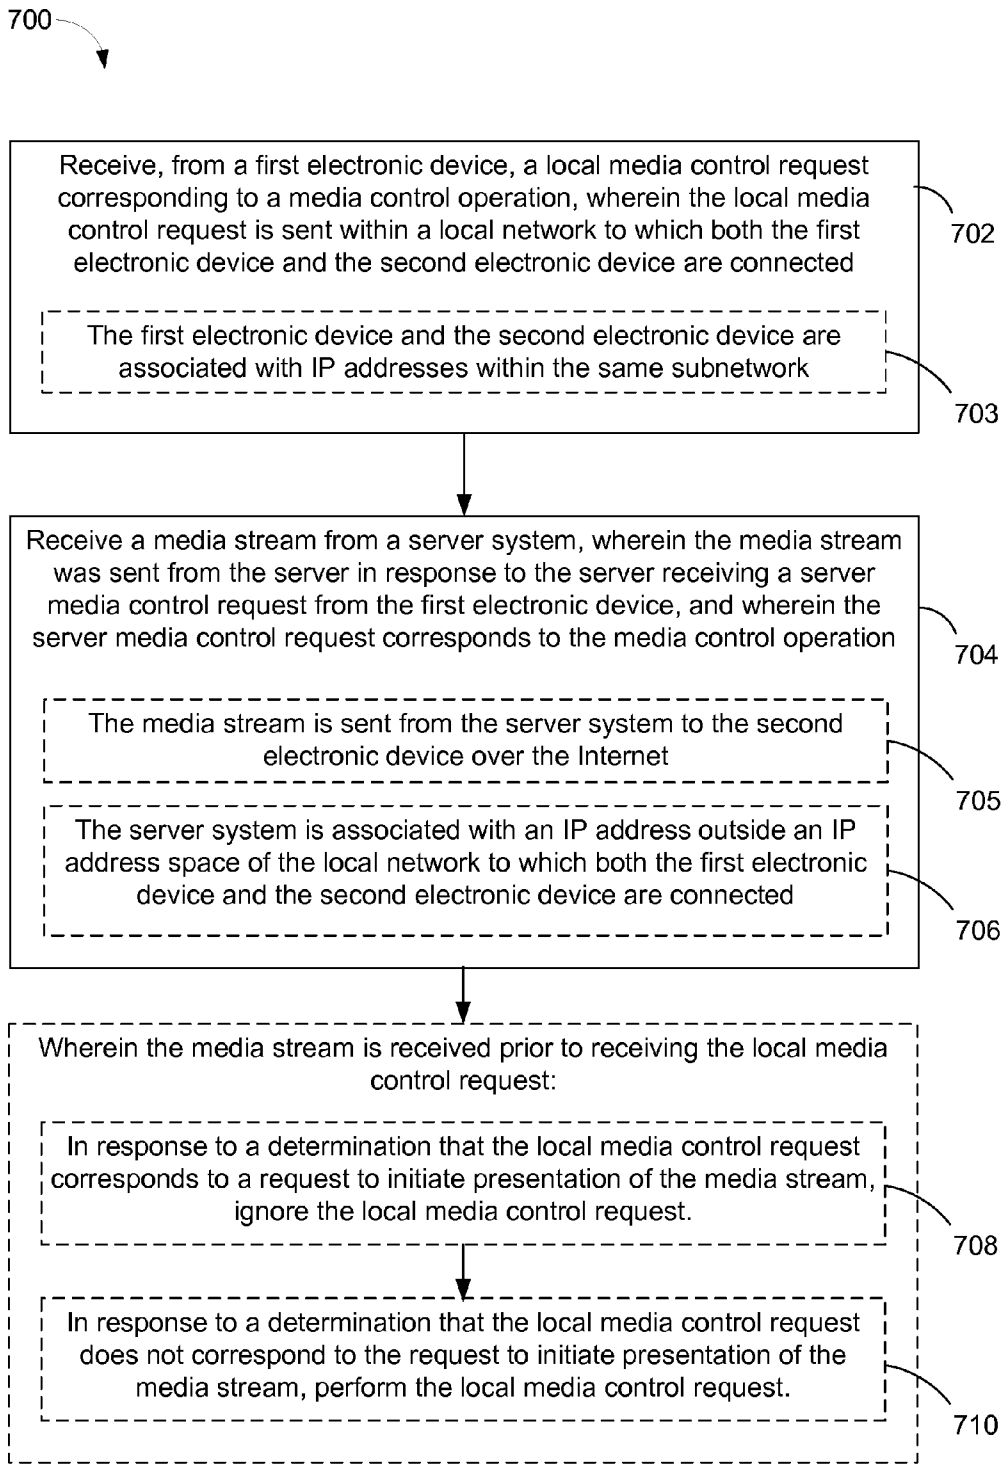 700
Receive, from a first electronic device, a local media control request
corresponding to a media control operation, wherein the local media
control request is sent within a local network to which both the first
electronic device and the second electronic device are connected
702
The first electronic device and the second electronic device are
associated with IP addresses within the same subnetwork
703
Receive a media stream from a server system, wherein the media stream
was sent from the server in response to the server receiving a server
media control request from the first electronic device, and wherein the
server media control request corresponds to the media control operation
704
The media stream is sent from the server system to the second
electronic device over the Internet
705
The server system is associated with an IP address outside an IP
address space of the local network to which both the first electronic
device and the second electronic device are connected
706
Wherein the media stream is received prior to receiving the local media
control request:
In response to a determination that the local media control request
corresponds to a request to initiate presentation of the media stream,
ignore the local media control request.
708
In response to a determination that the local media control request
does not correspond to the request to initiate presentation of the
media stream, perform the local media control request.
710